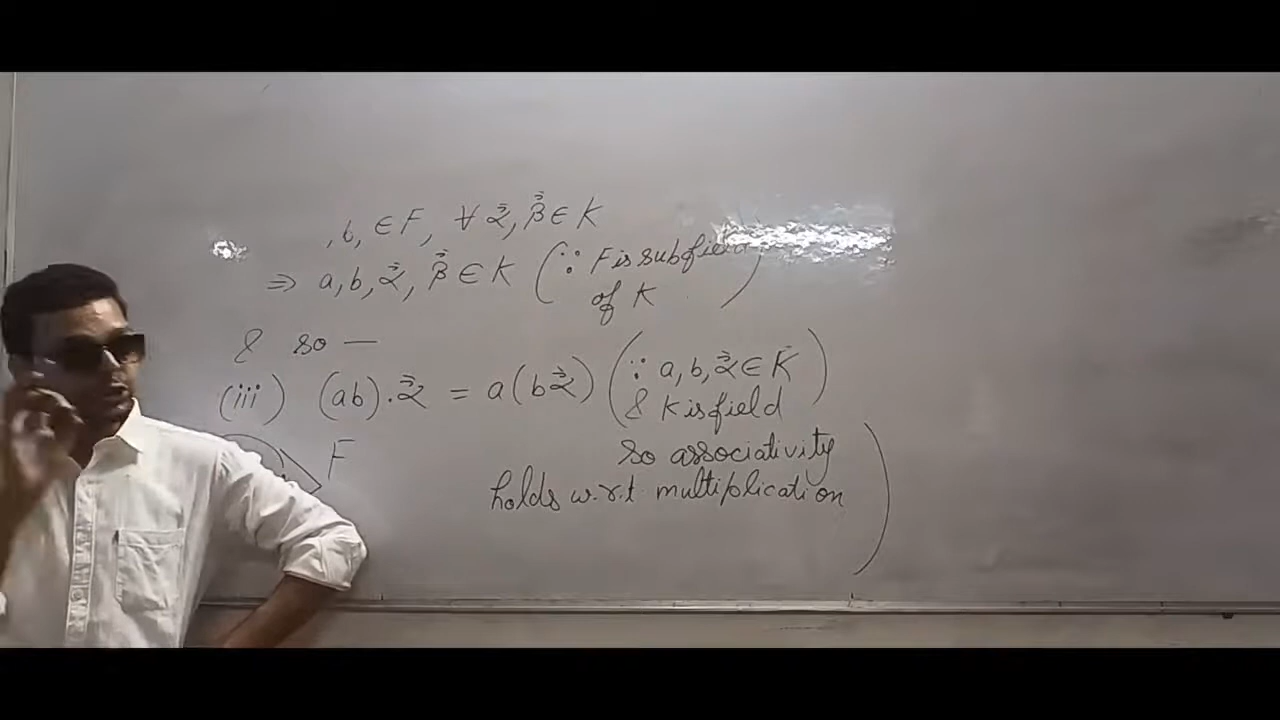 , b, ∈ F, ∀ α⃗, β⃗ ∈ K
⇒ a, b, α⃗, β⃗ ∈ K (∵ F is subfield
of K)
& so —
(iii) (ab).α⃗ = a(bα⃗) (∵ a, b, α⃗ ∈ K
& K is field)
F
so associativity
holds w.r.t. multiplication)